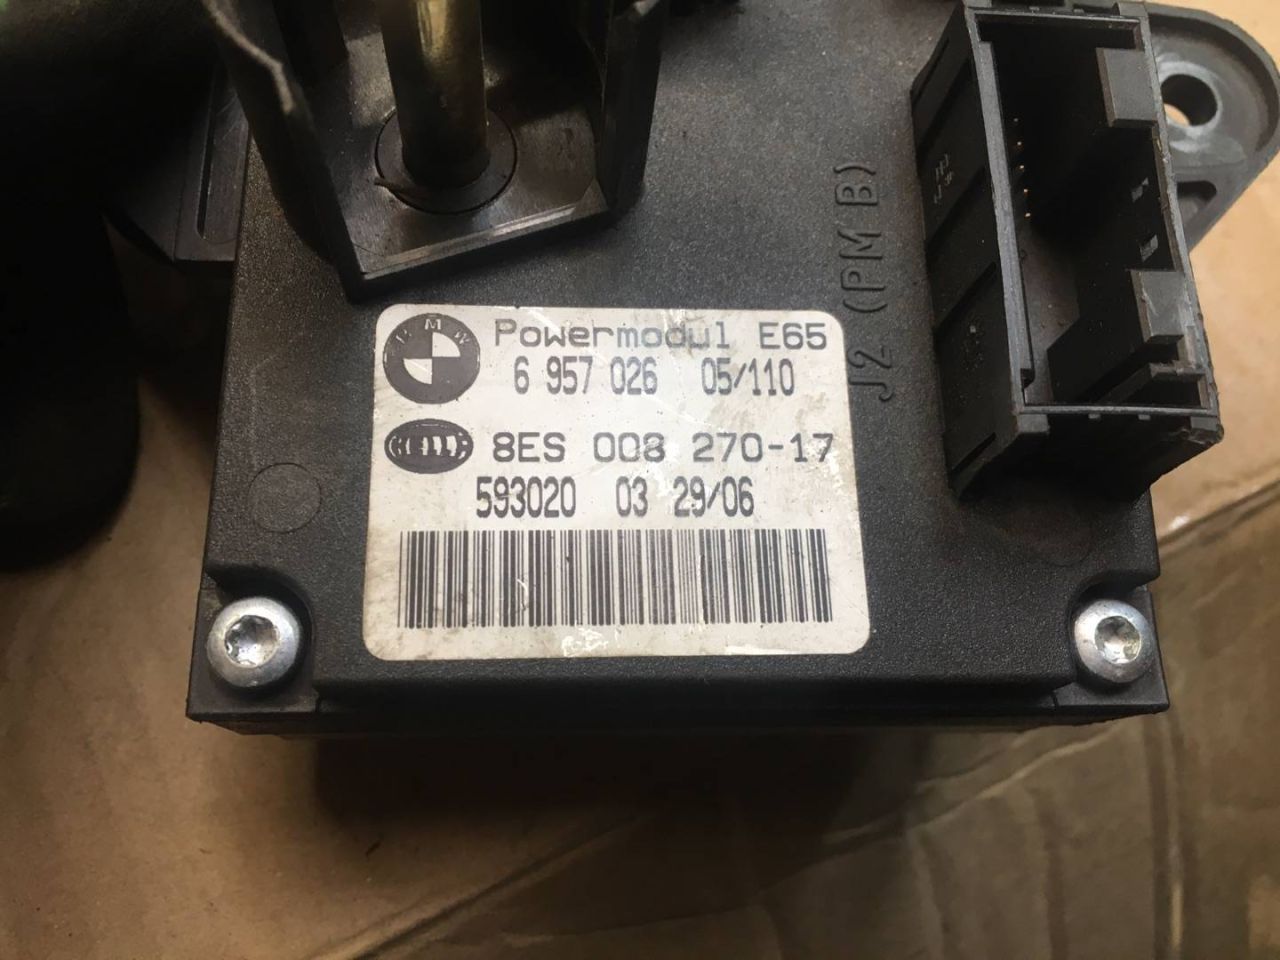 BMW
Powermodul E65
6 957 026 05/110
HELLA
8ES 008 270-17
593020 03 29/06
J2 (PM B)